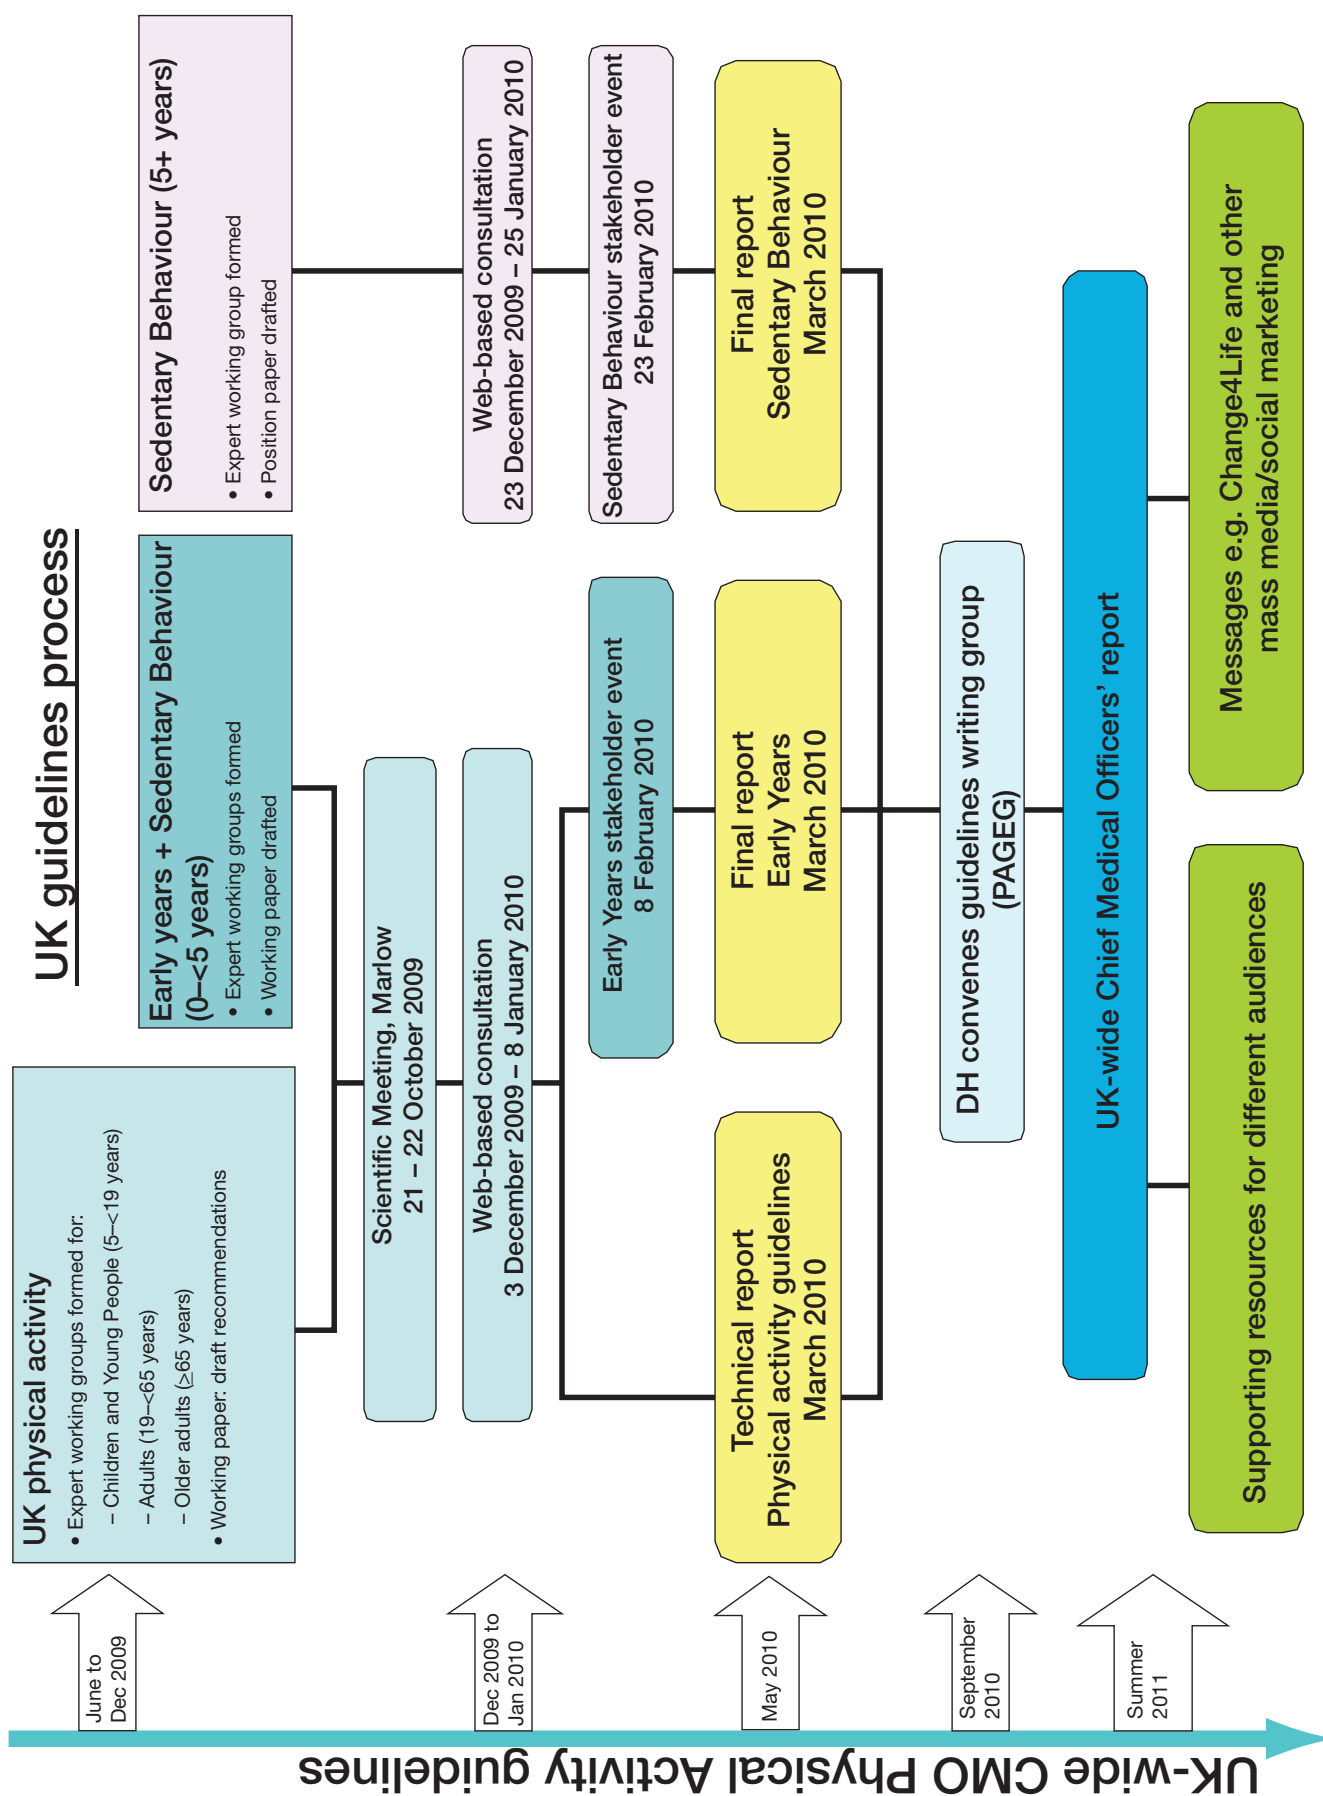 UK guidelines process
UK physical activity
• Expert working groups formed for:
– Children and Young People (5–<19 years)
– Adults (19–<65 years)
– Older adults (≥65 years)
• Working paper: draft recommendations
Early years + Sedentary Behaviour
(0–<5 years)
• Expert working groups formed
• Working paper drafted
Sedentary Behaviour (5+ years)
• Expert working group formed
• Position paper drafted
Scientific Meeting, Marlow
21 – 22 October 2009
Web-based consultation
3 December 2009 – 8 January 2010
Web-based consultation
23 December 2009 – 25 January 2010
Early Years stakeholder event
8 February 2010
Sedentary Behaviour stakeholder event
23 February 2010
Technical report
Physical activity guidelines
March 2010
Final report
Early Years
March 2010
Final report
Sedentary Behaviour
March 2010
DH convenes guidelines writing group
(PAGEG)
UK-wide Chief Medical Officers’ report
Supporting resources for different audiences
Messages e.g. Change4Life and other
mass media/social marketing
June to
Dec 2009
Dec 2009 to
Jan 2010
May 2010
September
2010
Summer
2011
UK-wide CMO Physical Activity guidelines